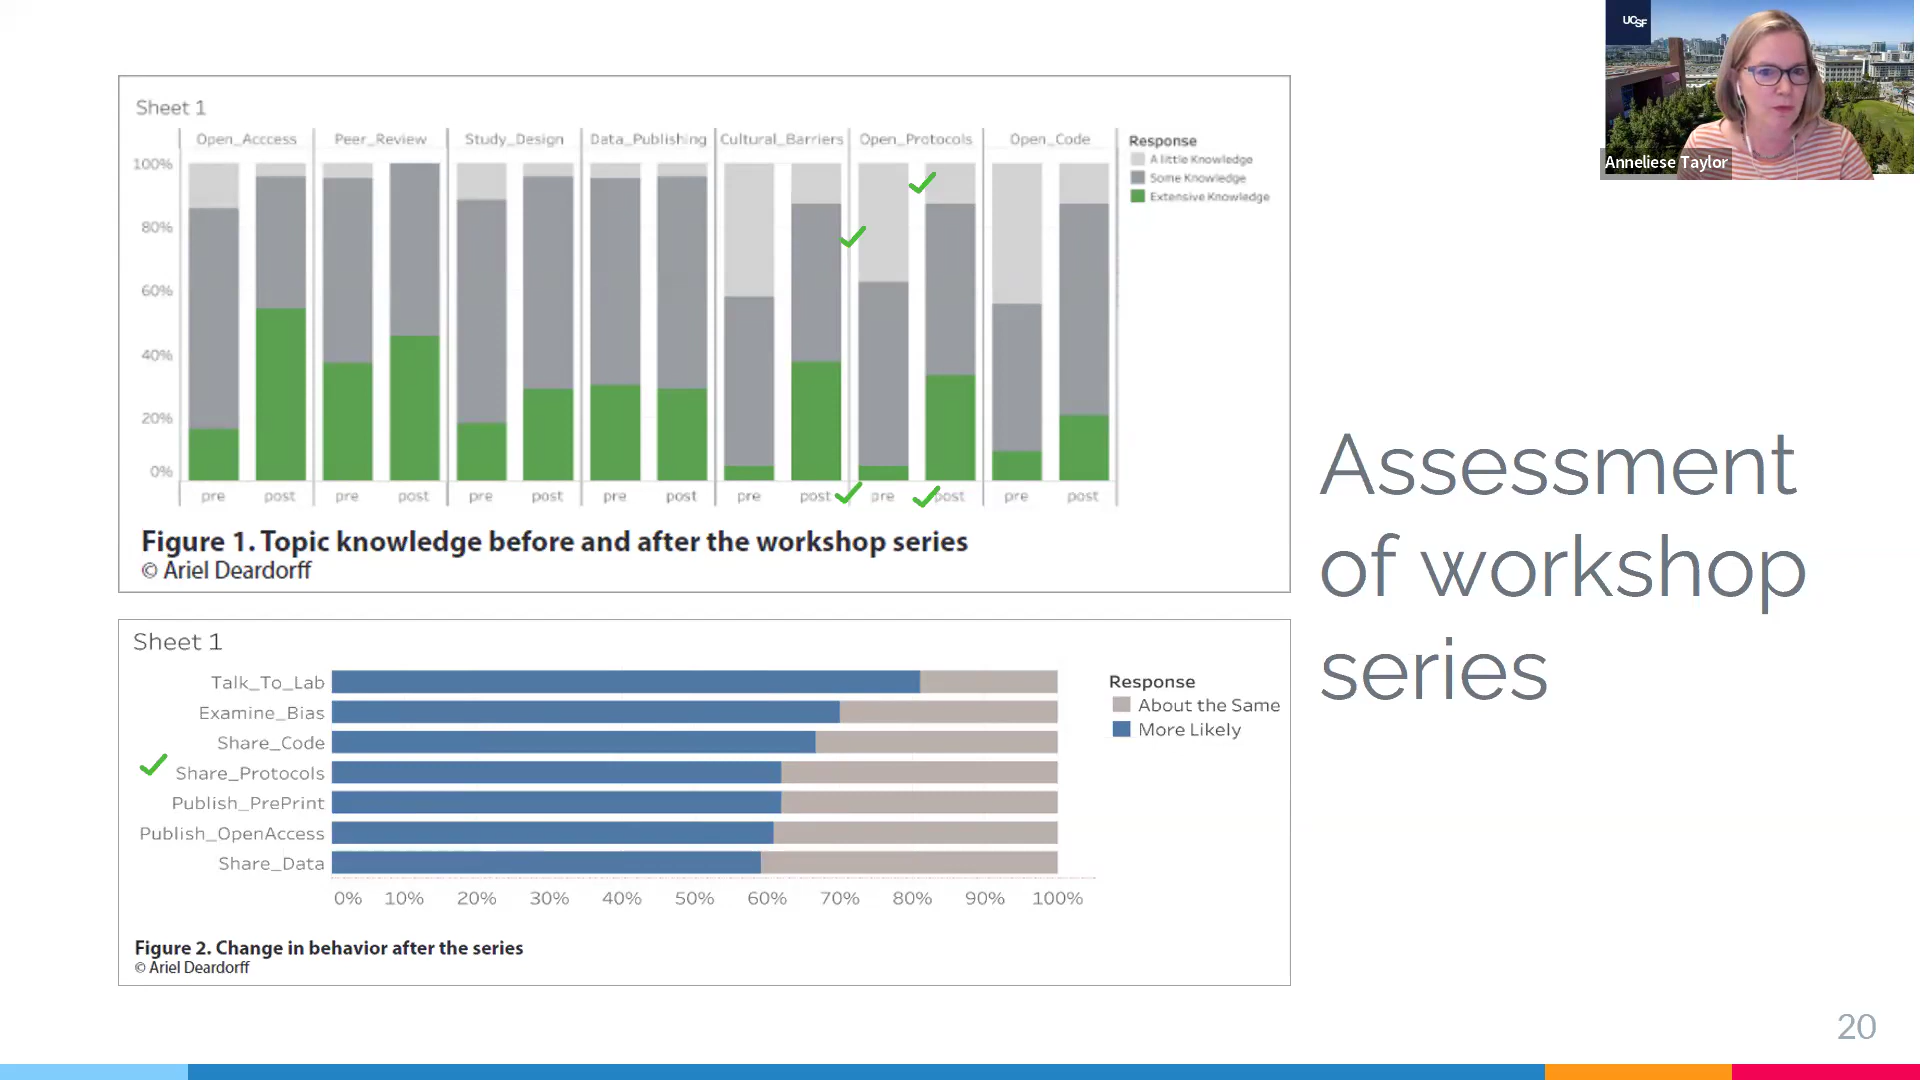 UCSF
Anneliese Taylor
Sheet 1
Open_Acccess Peer_Review Study_Design Data_Publishing Cultural_Barriers Open_Protocols Open_Code
Response
A little Knowledge
Some Knowledge
Extensive Knowledge
100%
80%
60%
40%
20%
0%
pre post pre post pre post pre post pre post pre post pre post
Figure 1. Topic knowledge before and after the workshop series
© Ariel Deardorff
Assessment
of workshop
series
Sheet 1
Talk_To_Lab
Examine_Bias
Share_Code
Share_Protocols
Publish_PrePrint
Publish_OpenAccess
Share_Data
0% 10% 20% 30% 40% 50% 60% 70% 80% 90% 100%
Response
About the Same
More Likely
Figure 2. Change in behavior after the series
© Ariel Deardorff
20